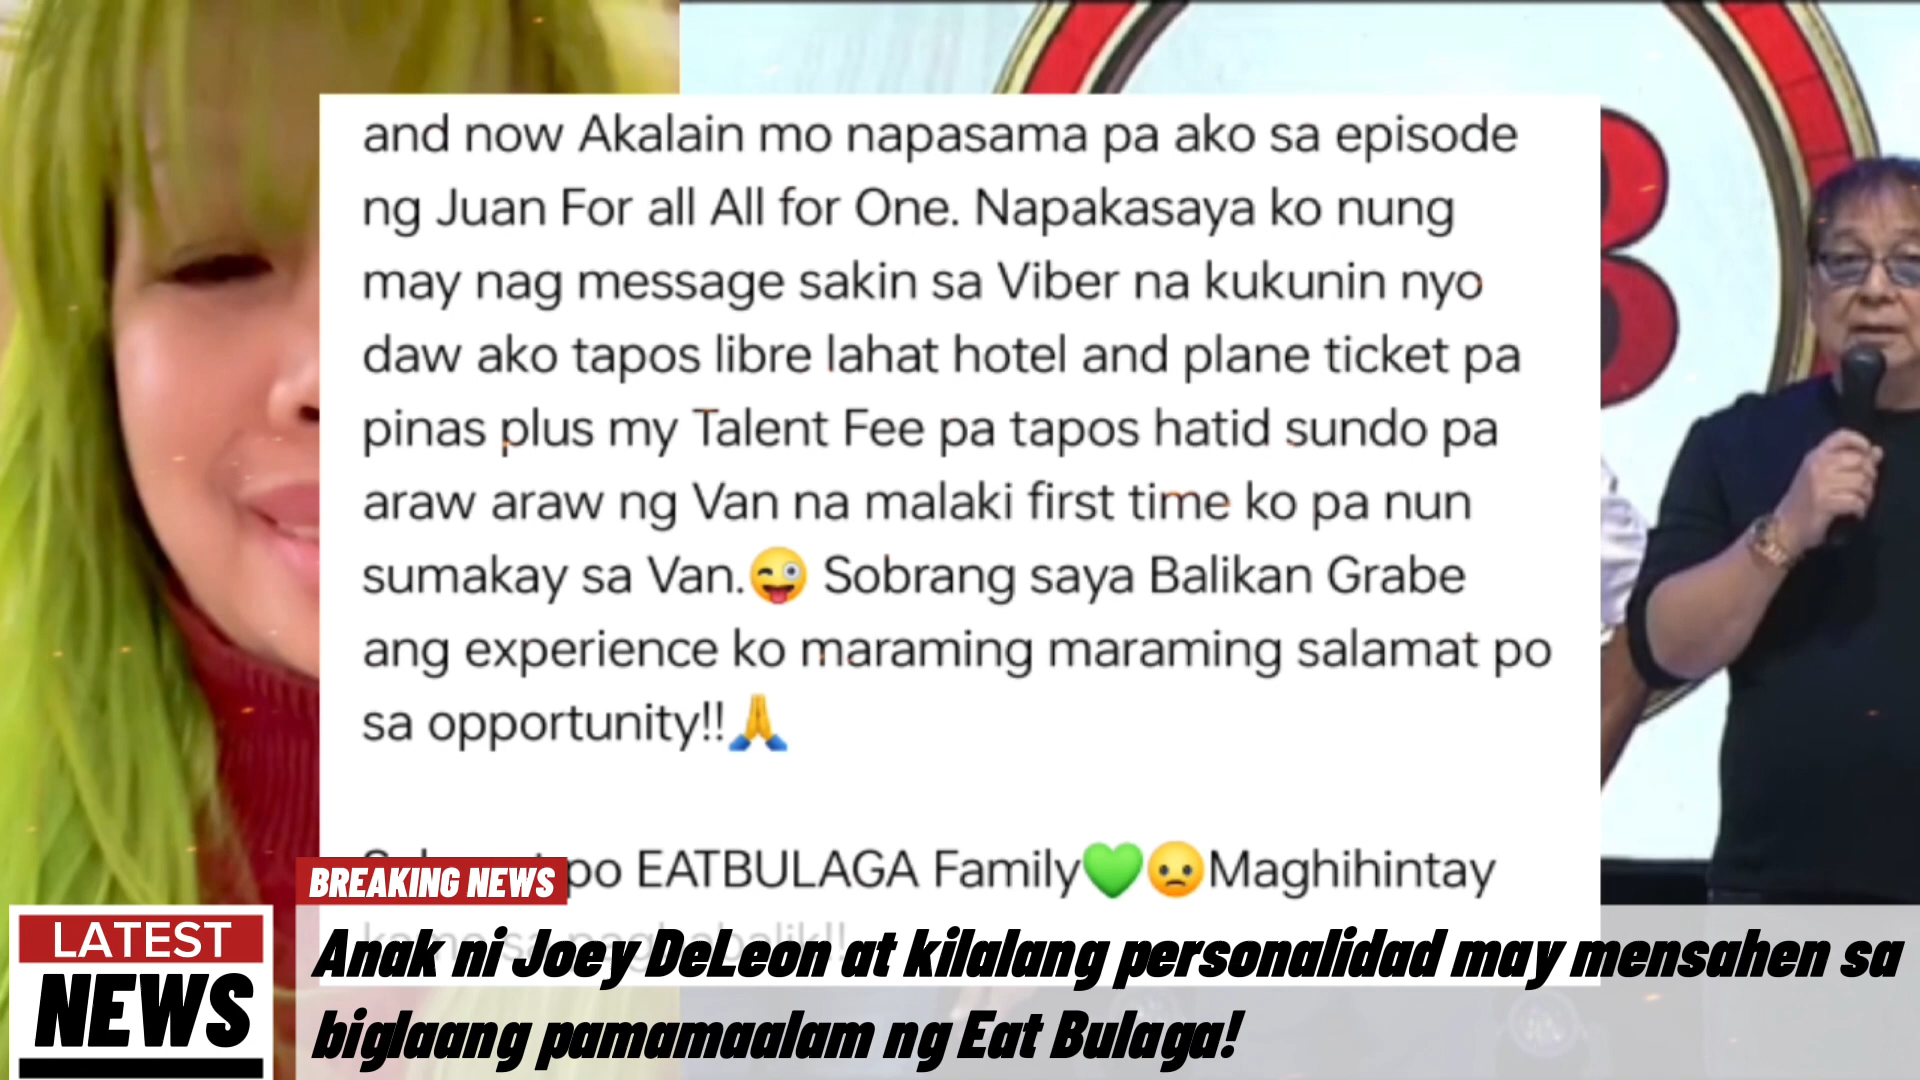 and now Akalain mo napasama pa ako sa episode
ng Juan For all All for One. Napakasaya ko nung
may nag message sakin sa Viber na kukunin nyo
daw ako tapos libre lahat hotel and plane ticket pa
pinas plus my Talent Fee pa tapos hatid sundo pa
araw araw ng Van na malaki first time ko pa nun
sumakay sa Van.😜 Sobrang saya Balikan Grabe
ang experience ko maraming maraming salamat po
sa opportunity!!🙏
po EATBULAGA Family💚🙁Maghihintay
BREAKING NEWS
LATEST
NEWS
Anak ni Joey DeLeon at kilalang personalidad may mensahen sa
biglaang pamamaalam ng Eat Bulaga!